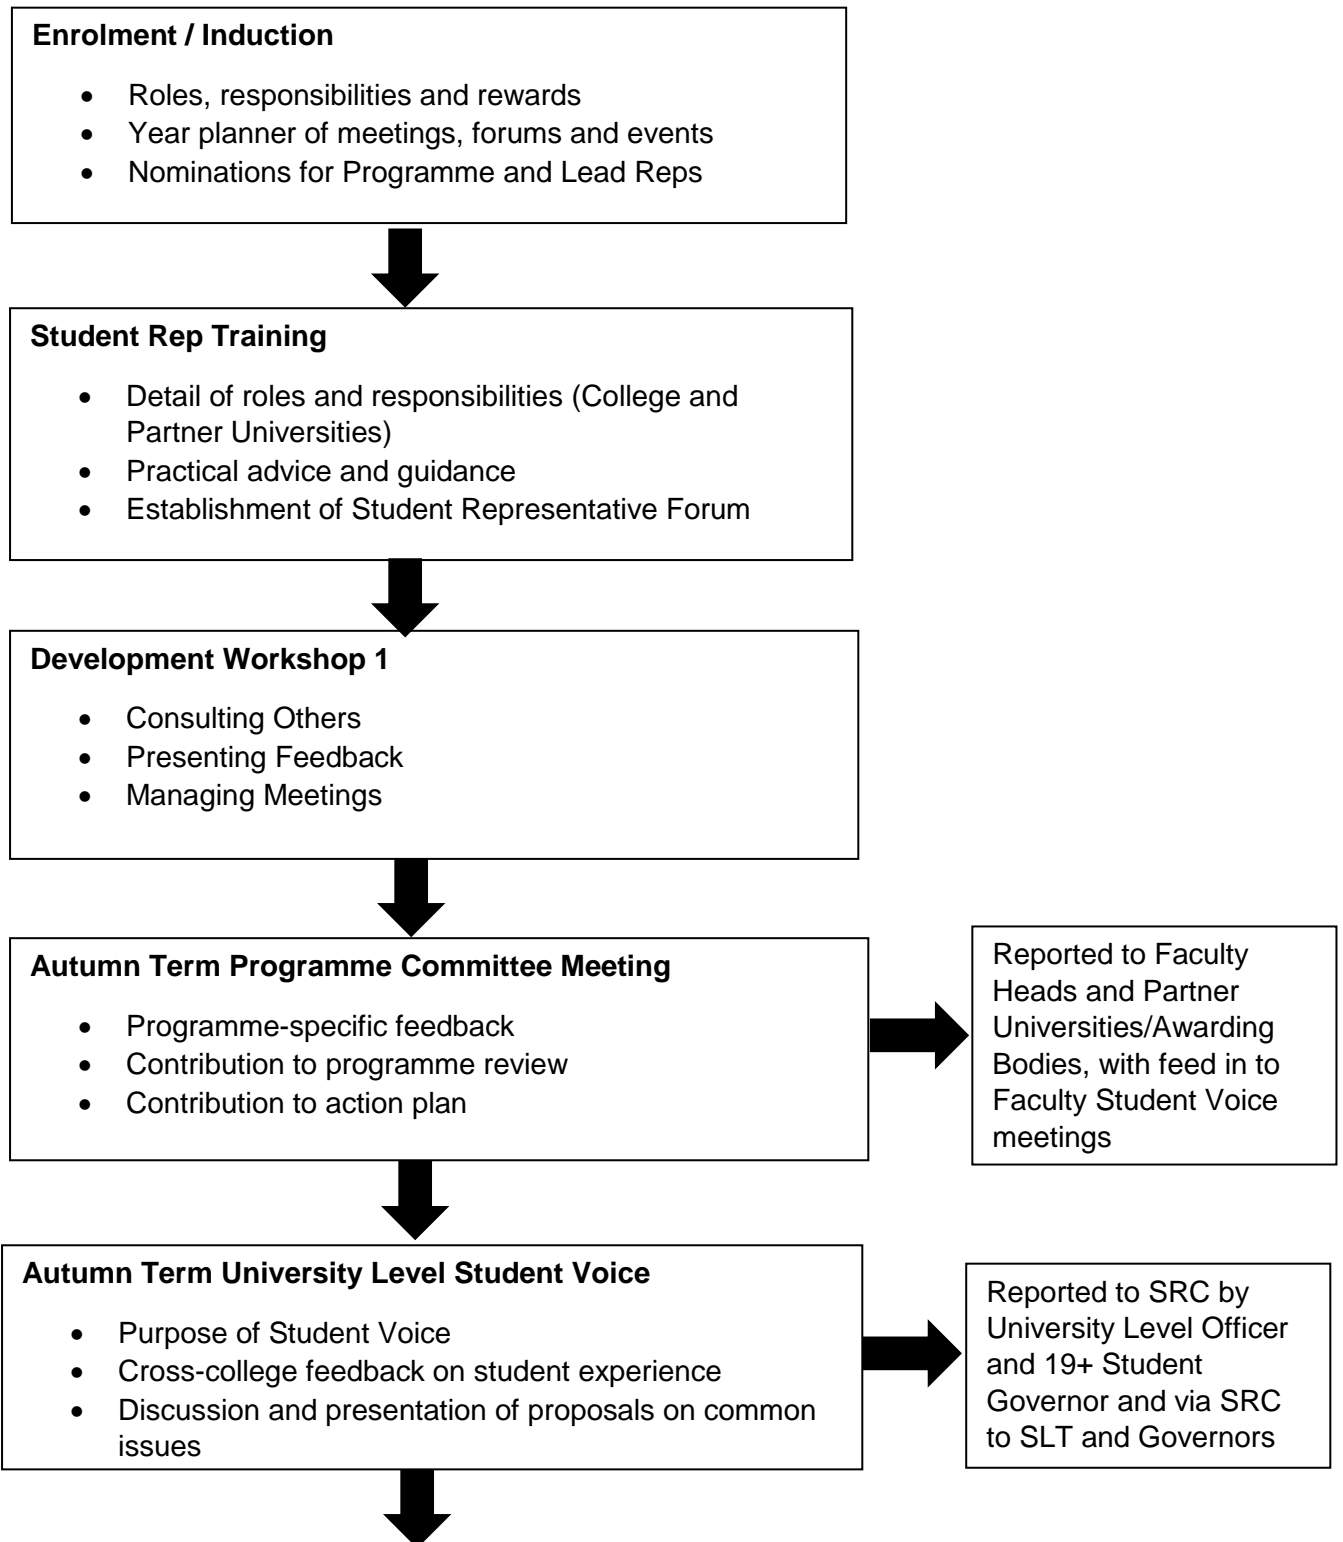 Enrolment / Induction
• Roles, responsibilities and rewards
• Year planner of meetings, forums and events
• Nominations for Programme and Lead Reps
Student Rep Training
• Detail of roles and responsibilities (College and
Partner Universities)
• Practical advice and guidance
• Establishment of Student Representative Forum
Development Workshop 1
• Consulting Others
• Presenting Feedback
• Managing Meetings
Autumn Term Programme Committee Meeting
• Programme-specific feedback
• Contribution to programme review
• Contribution to action plan
Reported to Faculty
Heads and Partner
Universities/Awarding
Bodies, with feed in to
Faculty Student Voice
meetings
Autumn Term University Level Student Voice
• Purpose of Student Voice
• Cross-college feedback on student experience
• Discussion and presentation of proposals on common
issues
Reported to SRC by
University Level Officer
and 19+ Student
Governor and via SRC
to SLT and Governors